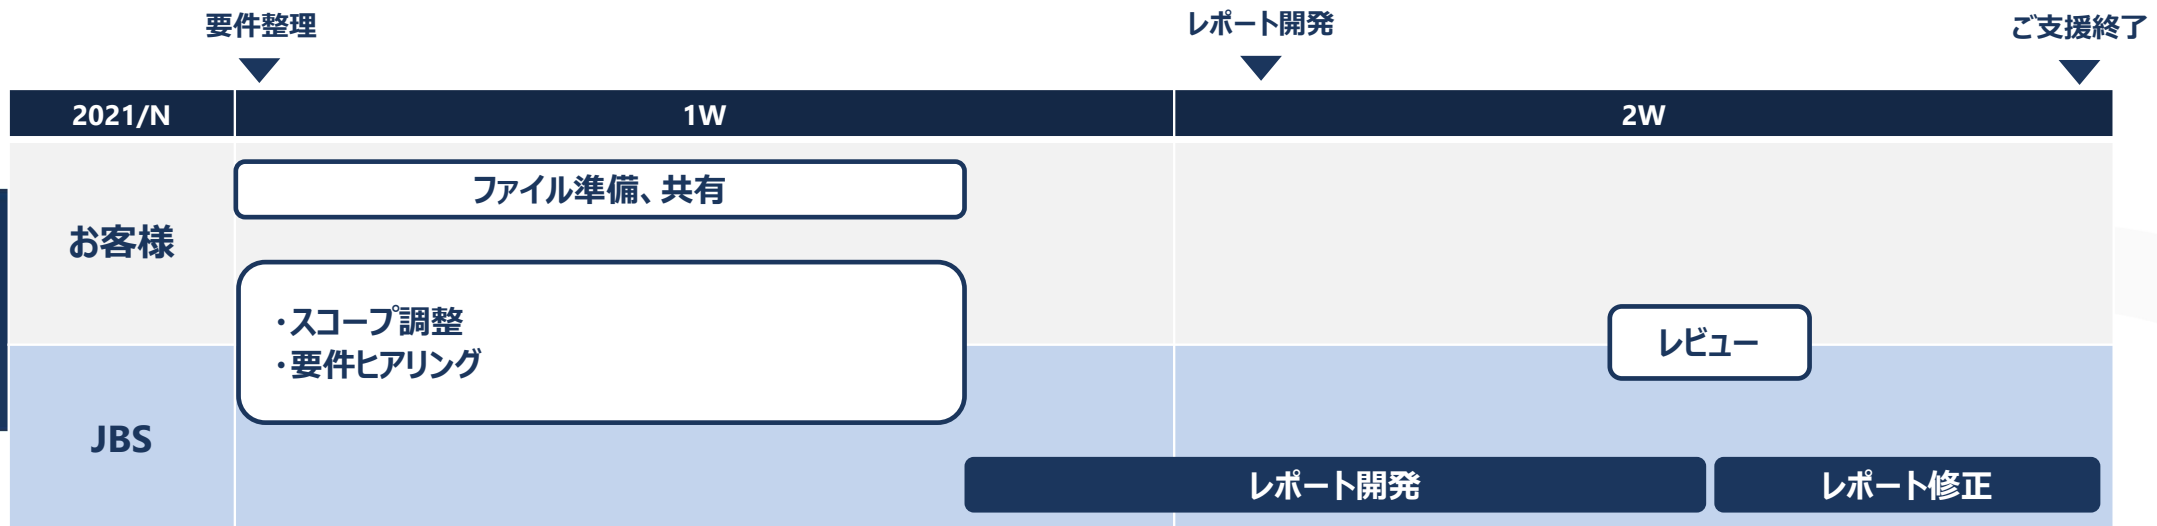 要件整理
レポート開発
ご支援終了
2021/N
1W
2W
お客様
ファイル準備、共有
・スコープ調整
・要件ヒアリング
レビュー
JBS
レポート開発
レポート修正